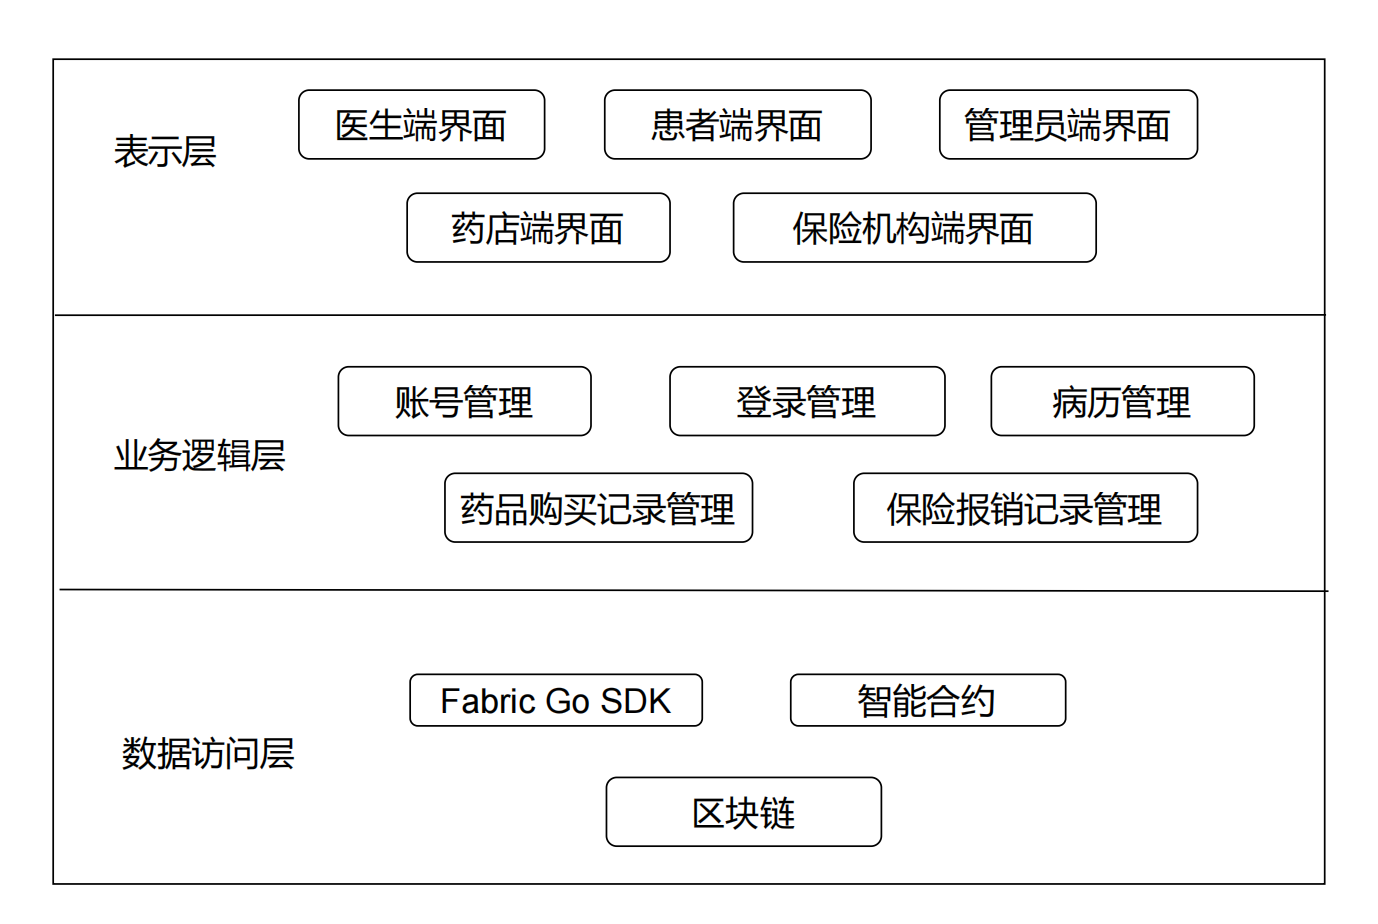 表示层
医生端界面
患者端界面
管理员端界面
药店端界面
保险机构端界面
业务逻辑层
账号管理
登录管理
病历管理
药品购买记录管理
保险报销记录管理
数据访问层
Fabric Go SDK
智能合约
区块链